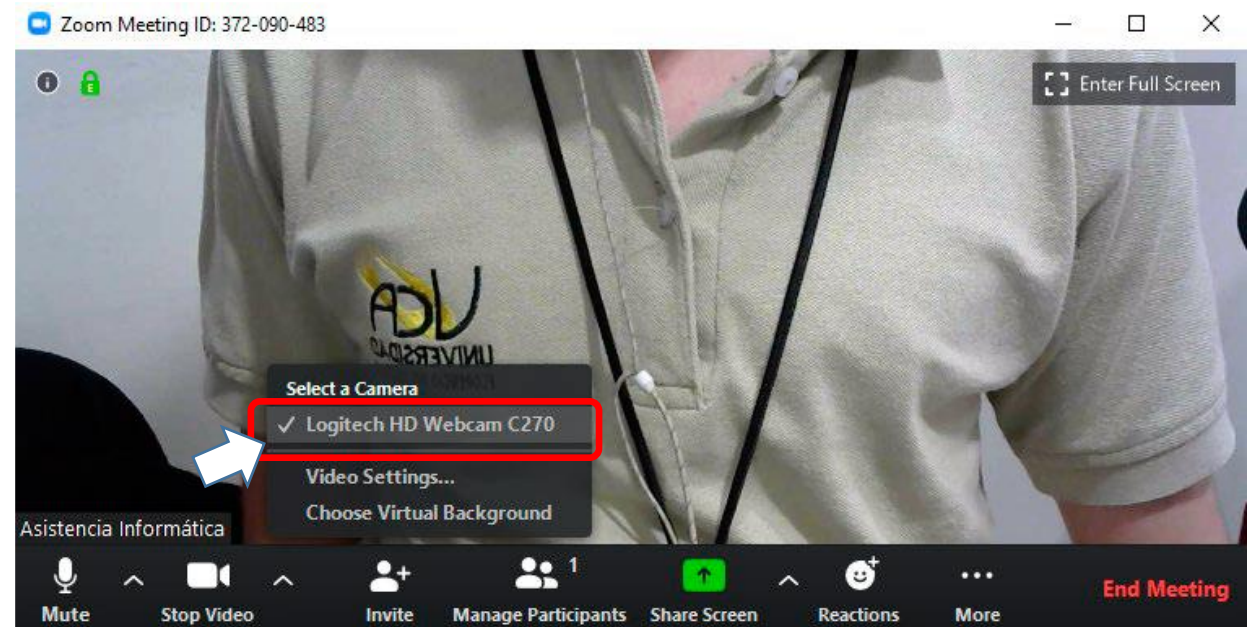 Zoom Meeting ID: 372-090-483
Enter Full Screen
UCA
UNIVERSIDAD
Select a Camera
✓ Logitech HD Webcam C270
Video Settings...
Choose Virtual Background
Asistencia Informática
1
Mute Stop Video Invite Manage Participants Share Screen Reactions More End Meeting